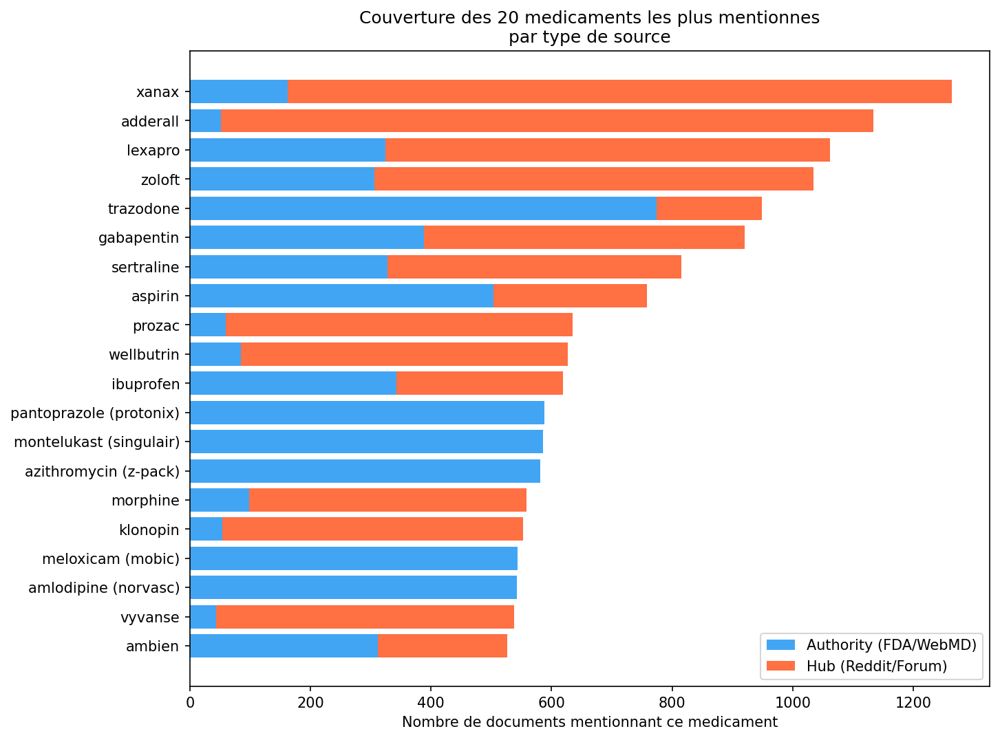 Couverture des 20 medicaments les plus mentionnes
par type de source
xanax
adderall
lexapro
zoloft
trazodone
gabapentin
sertraline
aspirin
prozac
wellbutrin
ibuprofen
pantoprazole (protonix)
montelukast (singulair)
azithromycin (z-pack)
morphine
klonopin
meloxicam (mobic)
amlodipine (norvasc)
vyvanse
ambien
Authority (FDA/WebMD)
Hub (Reddit/Forum)
0 200 400 600 800 1000 1200
Nombre de documents mentionnant ce medicament